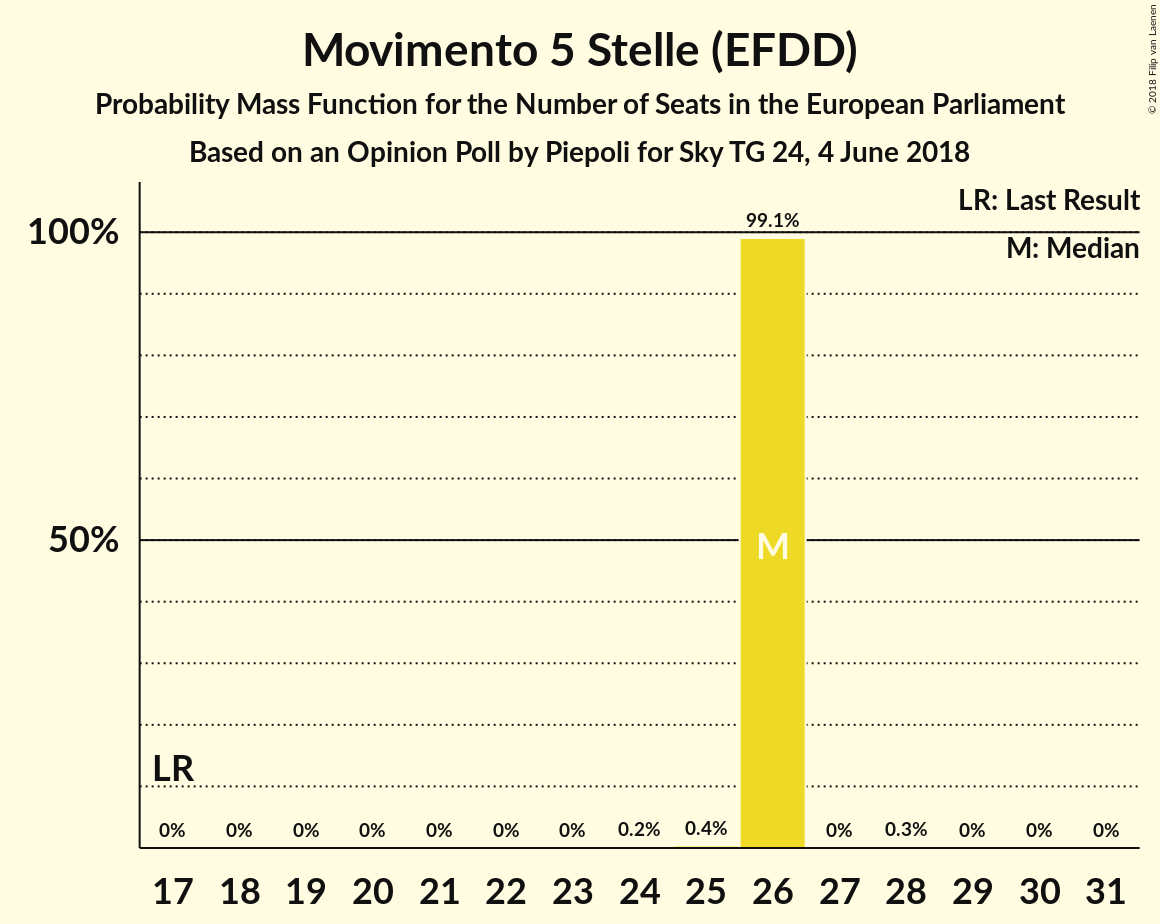 Movimento 5 Stelle (EFDD)
Probability Mass Function for the Number of Seats in the European Parliament
Based on an Opinion Poll by Piepoli for Sky TG 24, 4 June 2018
© 2018 Filip van Laenen
LR: Last Result
M: Median
100%
50%
99.1%
M
LR
0% 0% 0% 0% 0% 0% 0% 0.2% 0.4% 0% 0.3% 0% 0% 0%
17 18 19 20 21 22 23 24 25 26 27 28 29 30 31